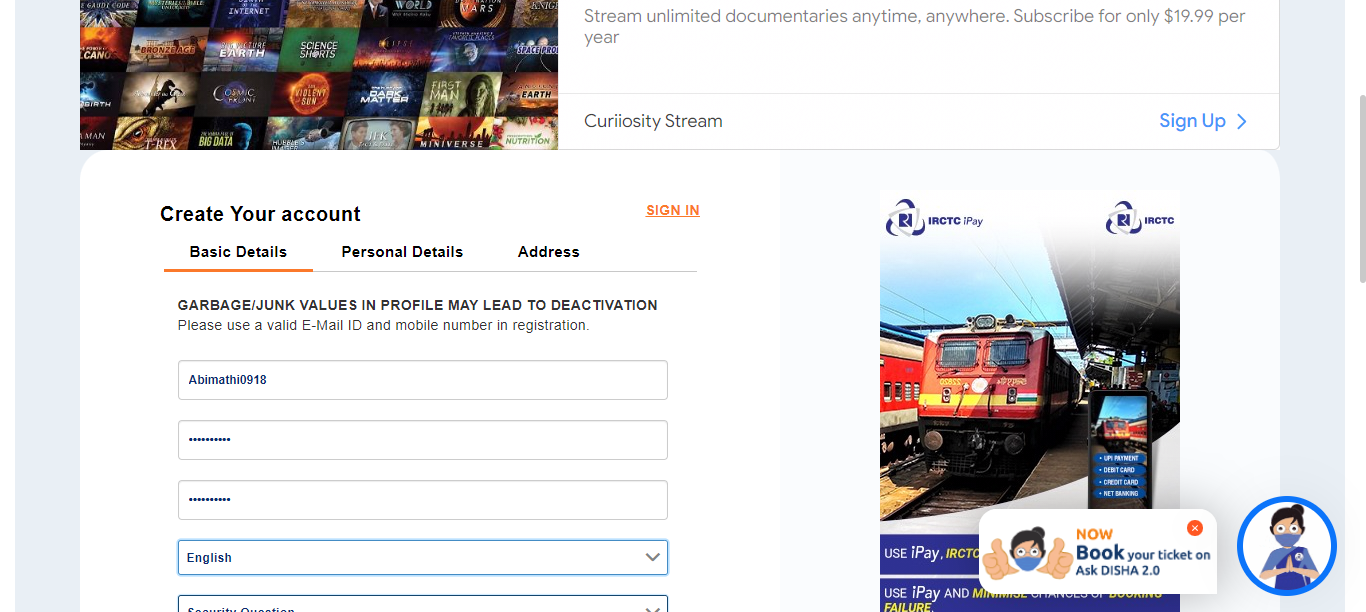 INTERNET
WORLD
MARS
BRONZE AGE
EARTH
SCIENCE
SHORTS
COSMIC
FRONT
VIOLENT
SUN
DARK
MATTER
FIRST
MAN
EARTH
BIRTH
T-REX
BIG DATA
JFK
MINIVERSE
NUTRITION
Stream unlimited documentaries anytime, anywhere. Subscribe for only $19.99 per
year
Curiiosity Stream
Sign Up
Create Your account
SIGN IN
Basic Details
Personal Details
Address
GARBAGE/JUNK VALUES IN PROFILE MAY LEAD TO DEACTIVATION
Please use a valid E-Mail ID and mobile number in registration.
Abimathi0918
••••••••••
••••••••••
English
Security Question
IRCTC iPay
IRCTC
• UPI PAYMENT
• DEBIT CARD
• CREDIT CARD
• NET BANKING
USE iPay, IRCTC
USE iPay AND MINIMISE CHANCES OF BOOKING
FAILURE.
NOW
Book your ticket on
Ask DISHA 2.0